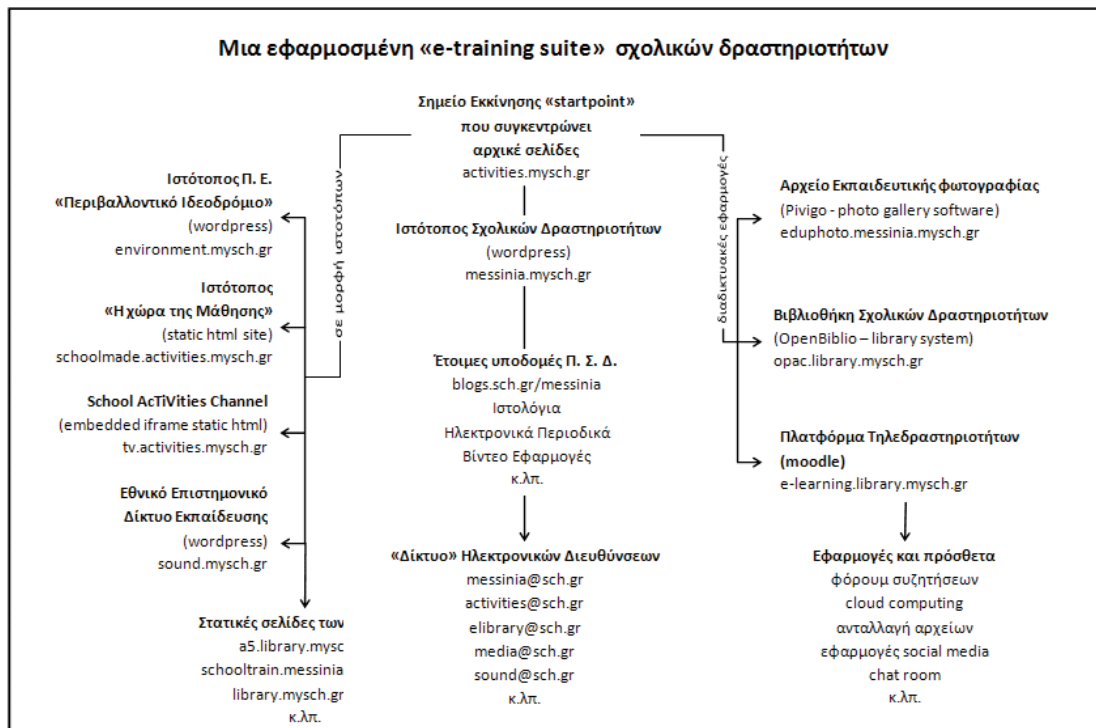 Μια εφαρμοσμένη «e-training suite» σχολικών δραστηριοτήτων
Σημείο Εκκίνησης «startpoint»
που συγκεντρώνει
αρχικέ σελίδες
activities.mysch.gr
σε μορφή ιστοτόπων
Ιστότοπος Π. Ε.
«Περιβαλλοντικό Ιδεοδρόμιο»
(wordpress)
environment.mysch.gr
Ιστότοπος
«Η χώρα της Μάθησης»
(static html site)
schoolmade.activities.mysch.gr
School AcTiVities Channel
(embedded iframe static html)
tv.activities.mysch.gr
Εθνικό Επιστημονικό
Δίκτυο Εκπαίδευσης
(wordpress)
sound.mysch.gr
Στατικές σελίδες των
a5.library.mysc
schooltrain.messinia
library.mysch.gr
κ.λπ.
Ιστότοπος Σχολικών Δραστηριοτήτων
(wordpress)
messinia.mysch.gr
Έτοιμες υποδομές Π. Σ. Δ.
blogs.sch.gr/messinia
Ιστολόγια
Ηλεκτρονικά Περιοδικά
Βίντεο Εφαρμογές
κ.λπ.
«Δίκτυο» Ηλεκτρονικών Διευθύνσεων
messinia@sch.gr
activities@sch.gr
elibrary@sch.gr
media@sch.gr
sound@sch.gr
κ.λπ.
διαδικτυακές εφαρμογές
Αρχείο Εκπαιδευτικής φωτογραφίας
(Pivigo - photo gallery software)
eduphoto.messinia.mysch.gr
Βιβλιοθήκη Σχολικών Δραστηριοτήτων
(OpenBiblio – library system)
opac.library.mysch.gr
Πλατφόρμα Τηλεδραστηριοτήτων
(moodle)
e-learning.library.mysch.gr
Εφαρμογές και πρόσθετα
φόρουμ συζητήσεων
cloud computing
ανταλλαγή αρχείων
εφαρμογές social media
chat room
κ.λπ.